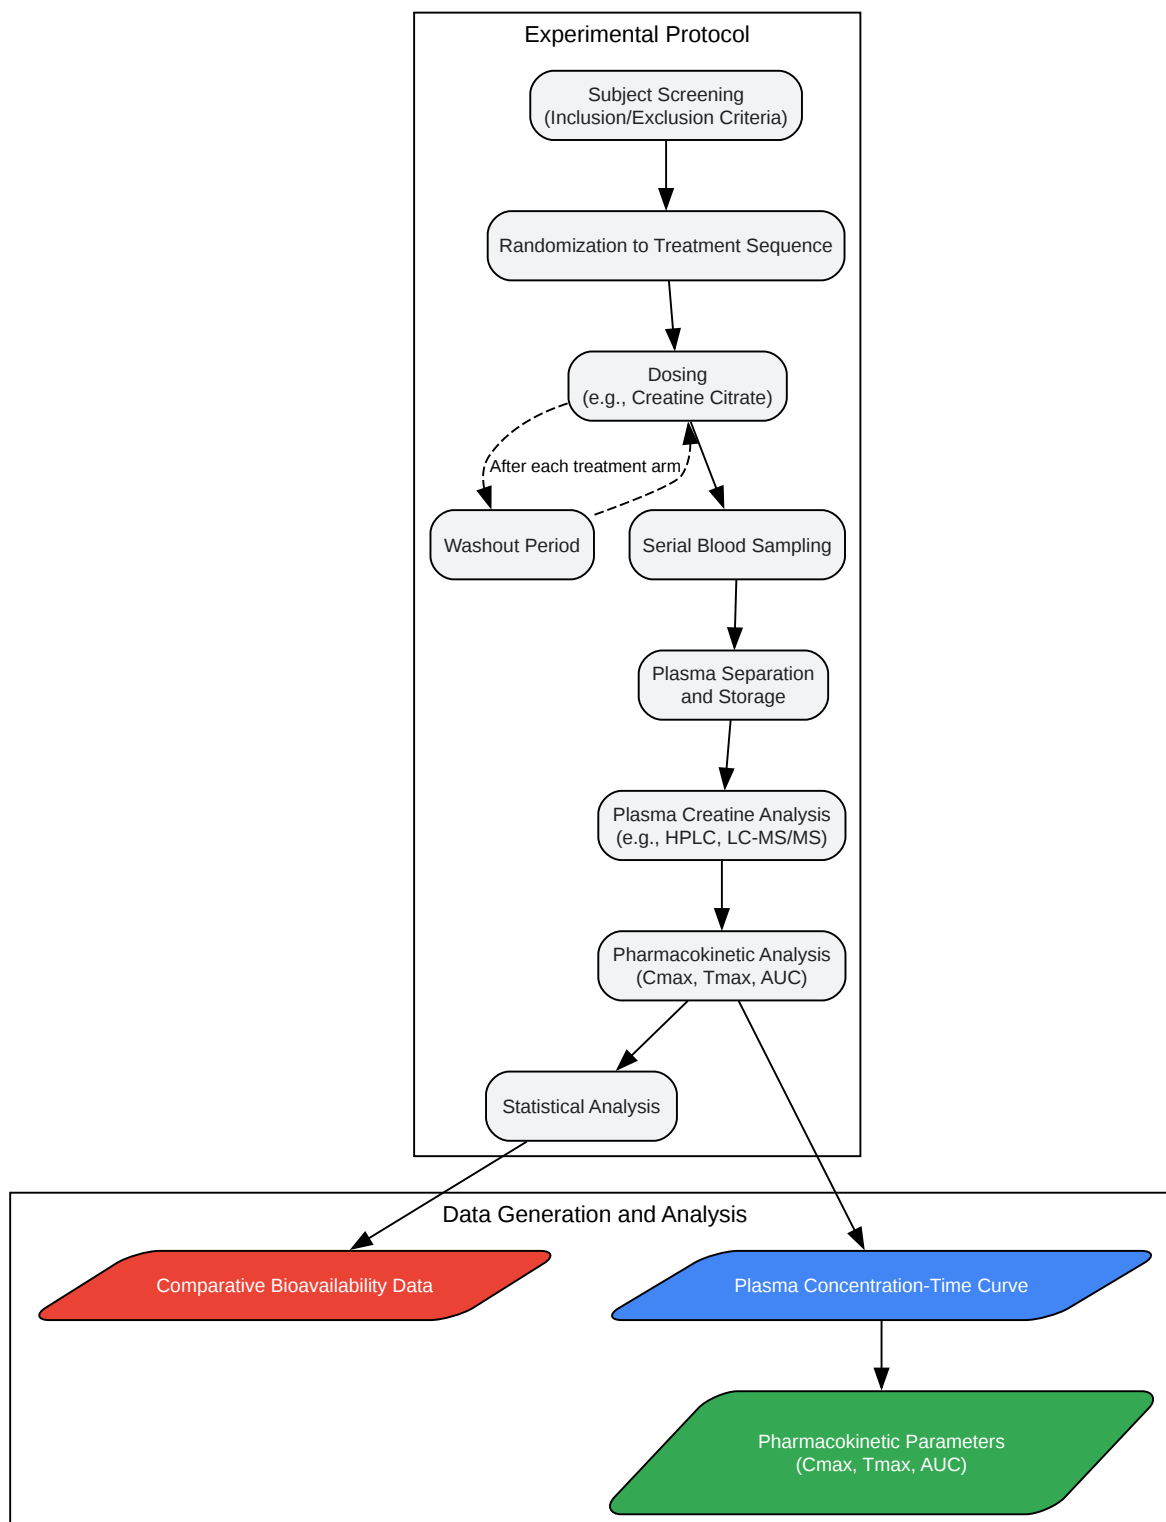 Experimental Protocol
Subject Screening
(Inclusion/Exclusion Criteria)
Randomization to Treatment Sequence
Dosing
(e.g., Creatine Citrate)
After each treatment arm
Washout Period
Serial Blood Sampling
Plasma Separation
and Storage
Plasma Creatine Analysis
(e.g., HPLC, LC-MS/MS)
Pharmacokinetic Analysis
(Cmax, Tmax, AUC)
Statistical Analysis
Data Generation and Analysis
Comparative Bioavailability Data
Plasma Concentration-Time Curve
Pharmacokinetic Parameters
(Cmax, Tmax, AUC)